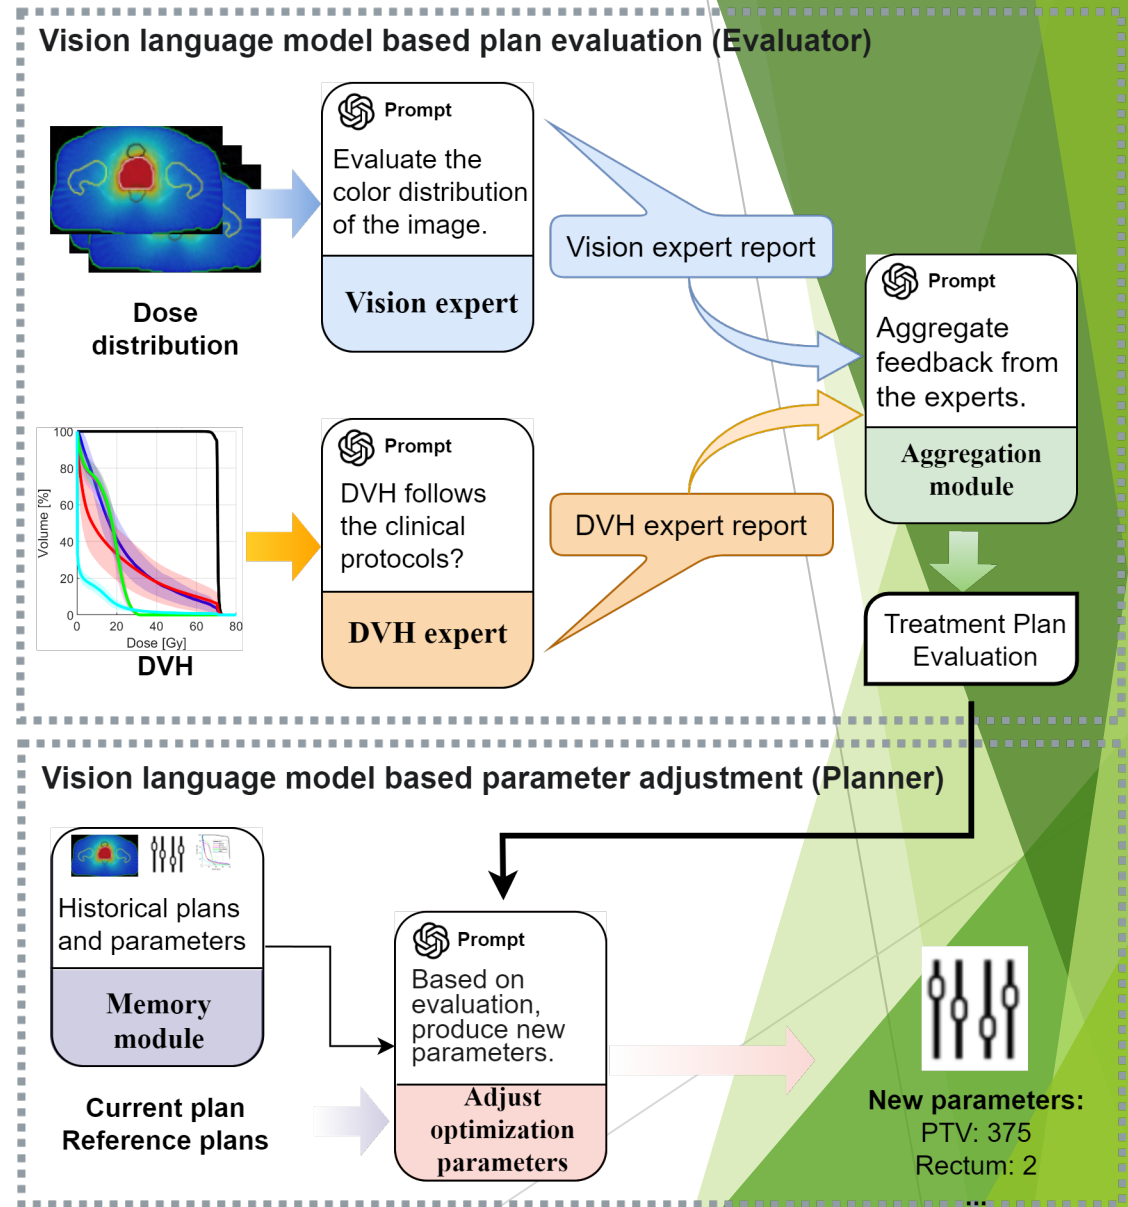 Vision language model based plan evaluation (Evaluator)
Prompt
Evaluate the
color distribution
of the image.
Vision expert
Dose
distribution
Vision expert report
Prompt
Aggregate
feedback from
the experts.
Aggregation
module
100
80
60
40
20
0
Volume [%]
0 20 40 60 80
Dose [Gy]
DVH
Prompt
DVH follows
the clinical
protocols?
DVH expert
DVH expert report
Treatment Plan
Evaluation
Vision language model based parameter adjustment (Planner)
Historical plans
and parameters
Memory
module
Current plan
Reference plans
Prompt
Based on
evaluation,
produce new
parameters.
Adjust
optimization
parameters
New parameters:
PTV: 375
Rectum: 2
...